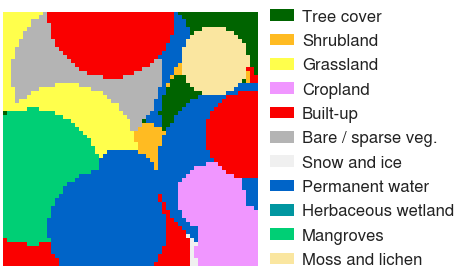 Tree cover
Shrubland
Grassland
Cropland
Built-up
Bare / sparse veg.
Snow and ice
Permanent water
Herbaceous wetland
Mangroves
Moss and lichen